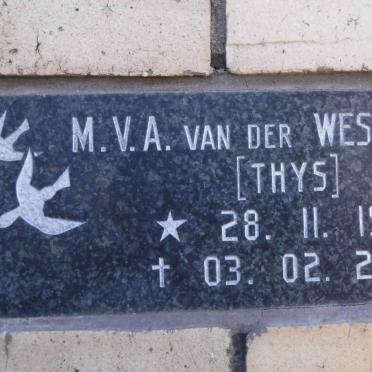 M.V.A. VAN DER WES
[THYS]
28. 11. 19
03. 02. 2